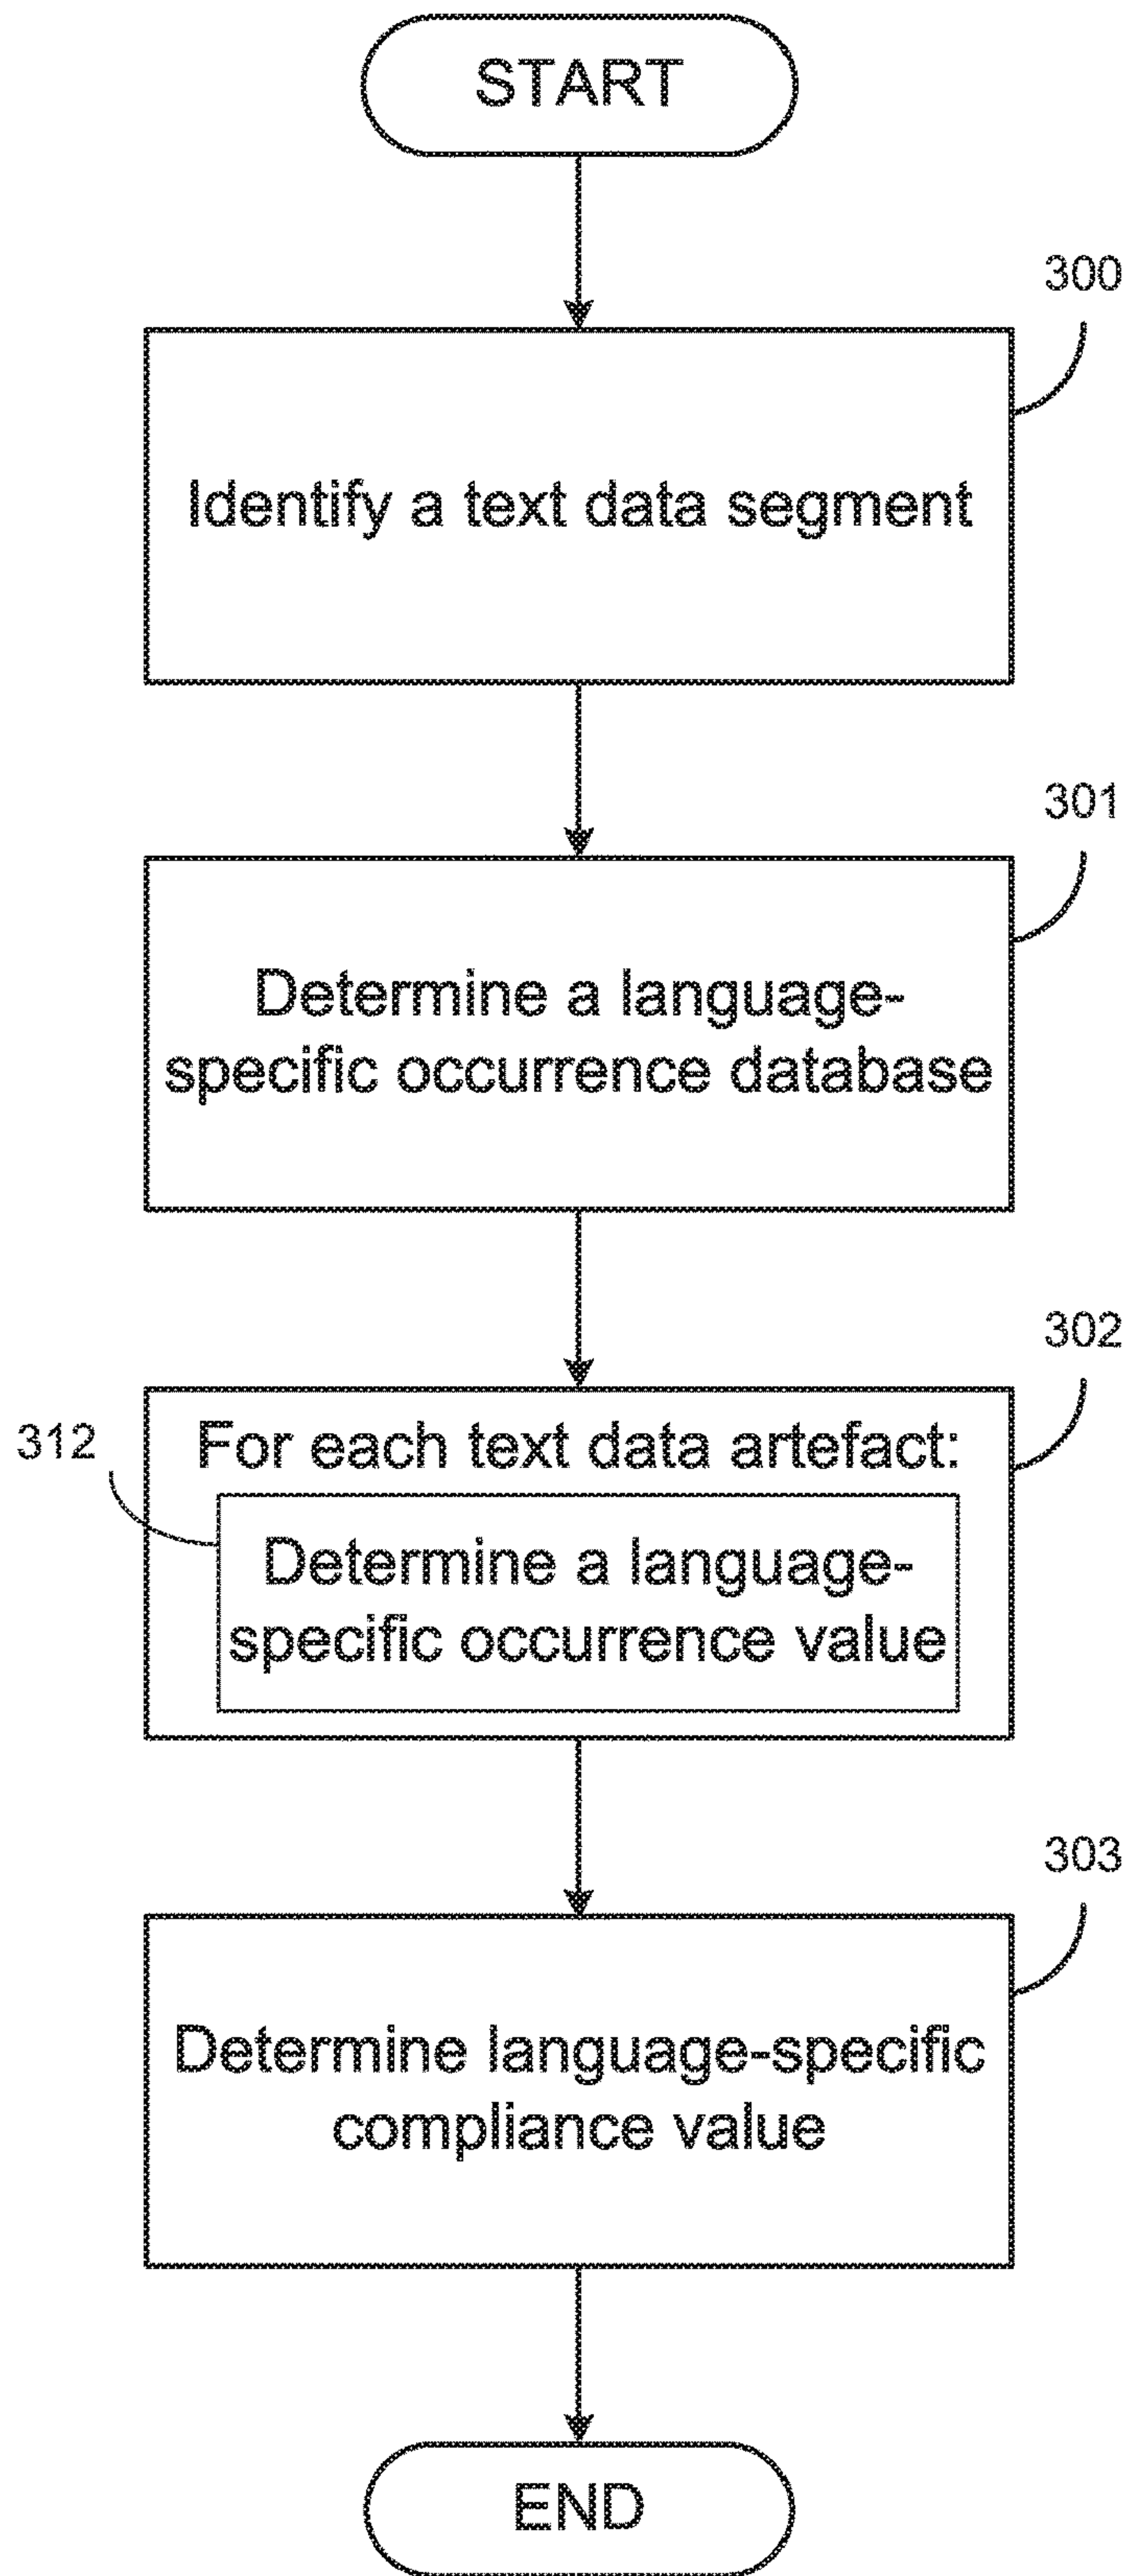 START
300
Identify a text data segment
301
Determine a language-
specific occurrence database
302
312
For each text data artefact:
Determine a language-
specific occurrence value
303
Determine language-specific
compliance value
END